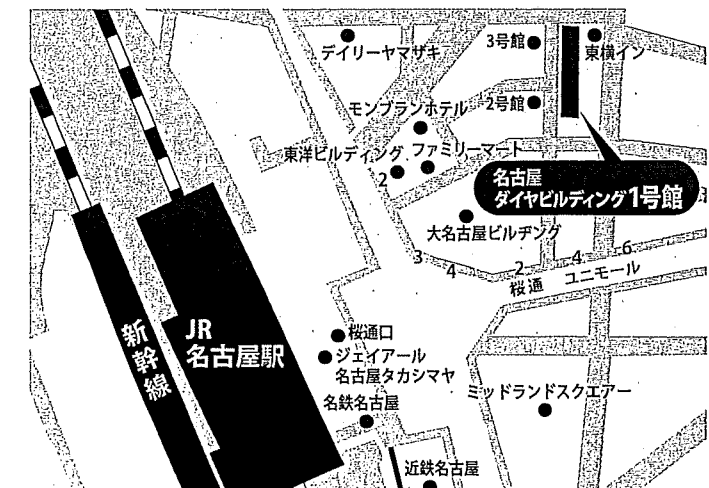 デイリーヤマザキ
3号館
東横イン
モンブランホテル
2号館
東洋ビルディング
ファミリーマート
2
名古屋
ダイヤビルディング1号館
大名古屋ビルヂング
3
4
2
4
6
桜通
ユニモール
新幹線
JR
名古屋駅
桜通口
ジェイアール
名古屋タカシマヤ
名鉄名古屋
ミッドランドスクエアー
近鉄名古屋